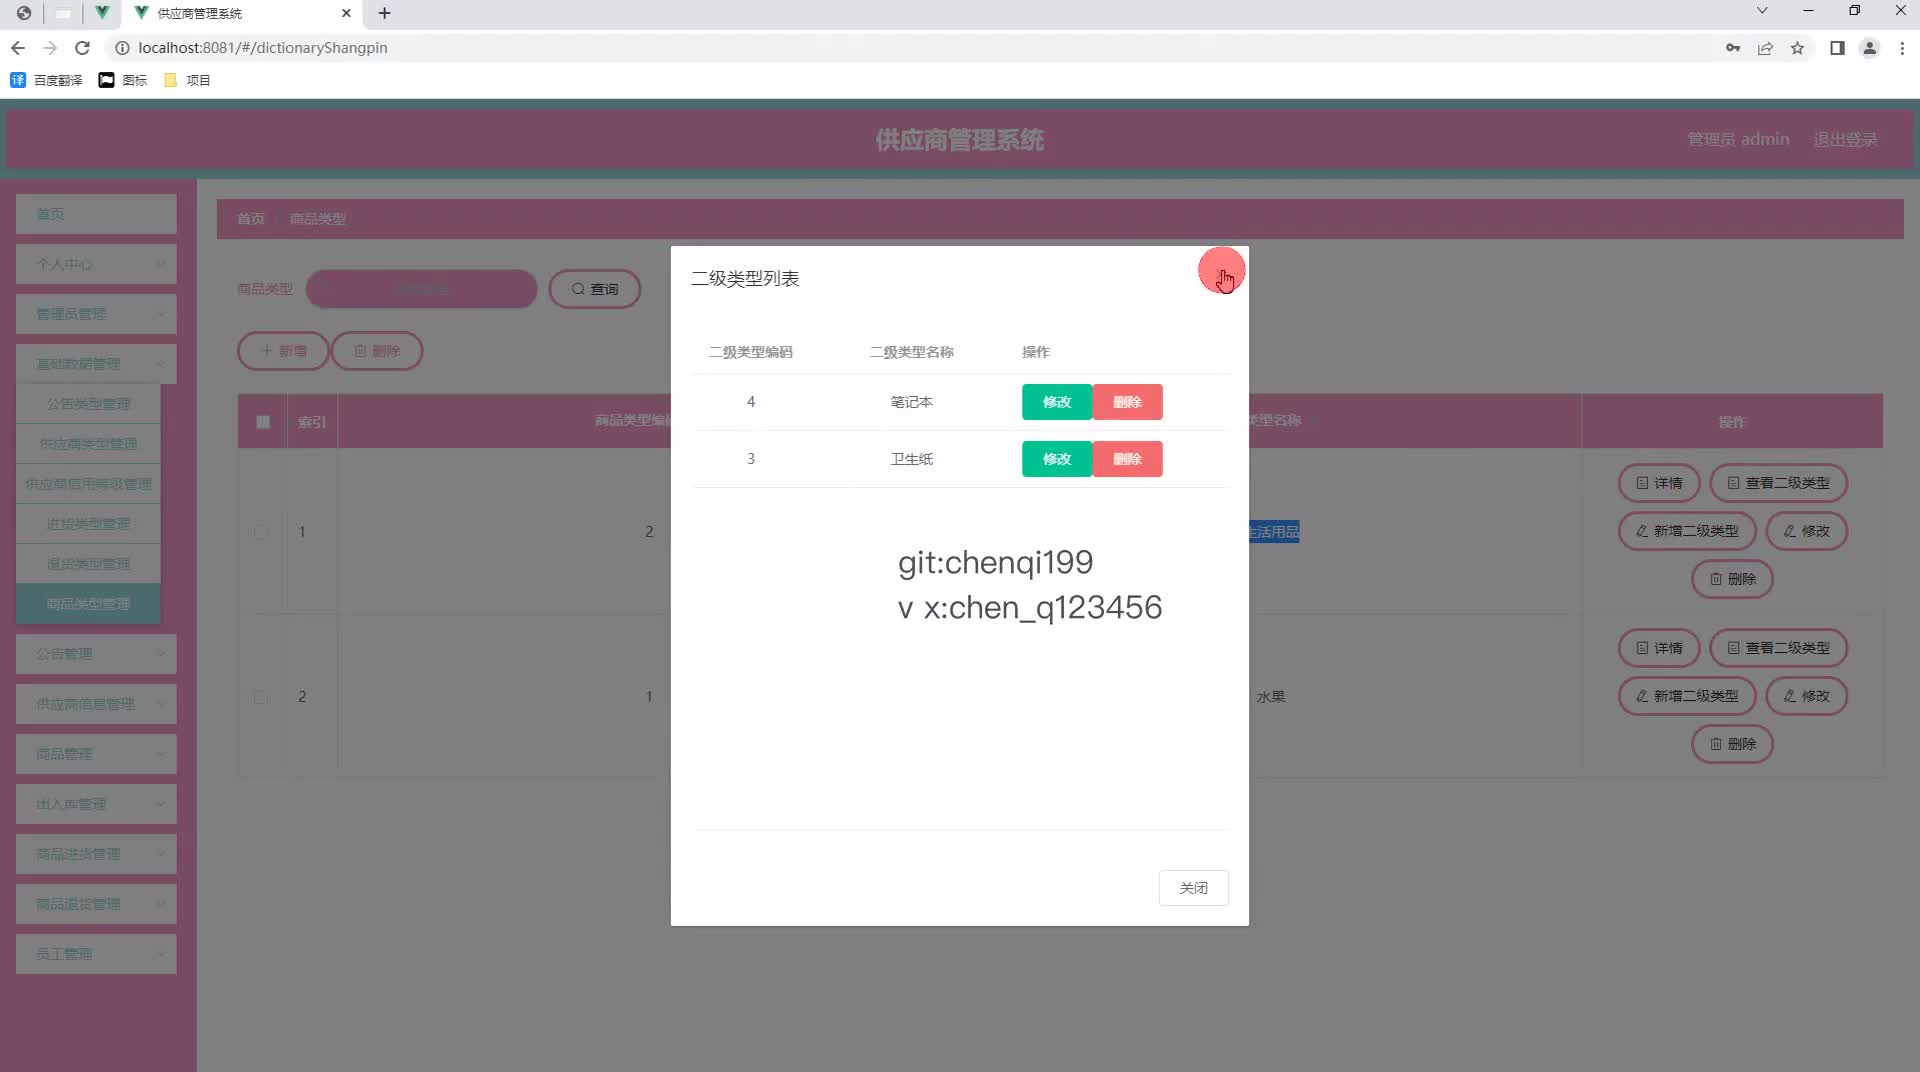 供应商管理系统
localhost:8081/#/dictionaryShangpin
百度翻译 图标 项目
供应商管理系统
管理员 admin 退出登录
首页
个人中心
管理员管理
基础数据管理
公告类型管理
供应商类型管理
供应商信用等级管理
进货类型管理
退货类型管理
商品类型管理
公告管理
供应商信息管理
商品管理
出入库管理
商品进货管理
商品退货管理
员工管理
首页 商品类型
商品类型 查询
新增 删除
索引 商品类型编 类型名称 操作
1 2 生活用品
详情 查看二级类型
新增二级类型 修改
删除
2 1 水果
详情 查看二级类型
新增二级类型 修改
删除
二级类型列表
二级类型编码 二级类型名称 操作
4 笔记本 修改 删除
3 卫生纸 修改 删除
git:chenqi199
v x:chen_q123456
关闭